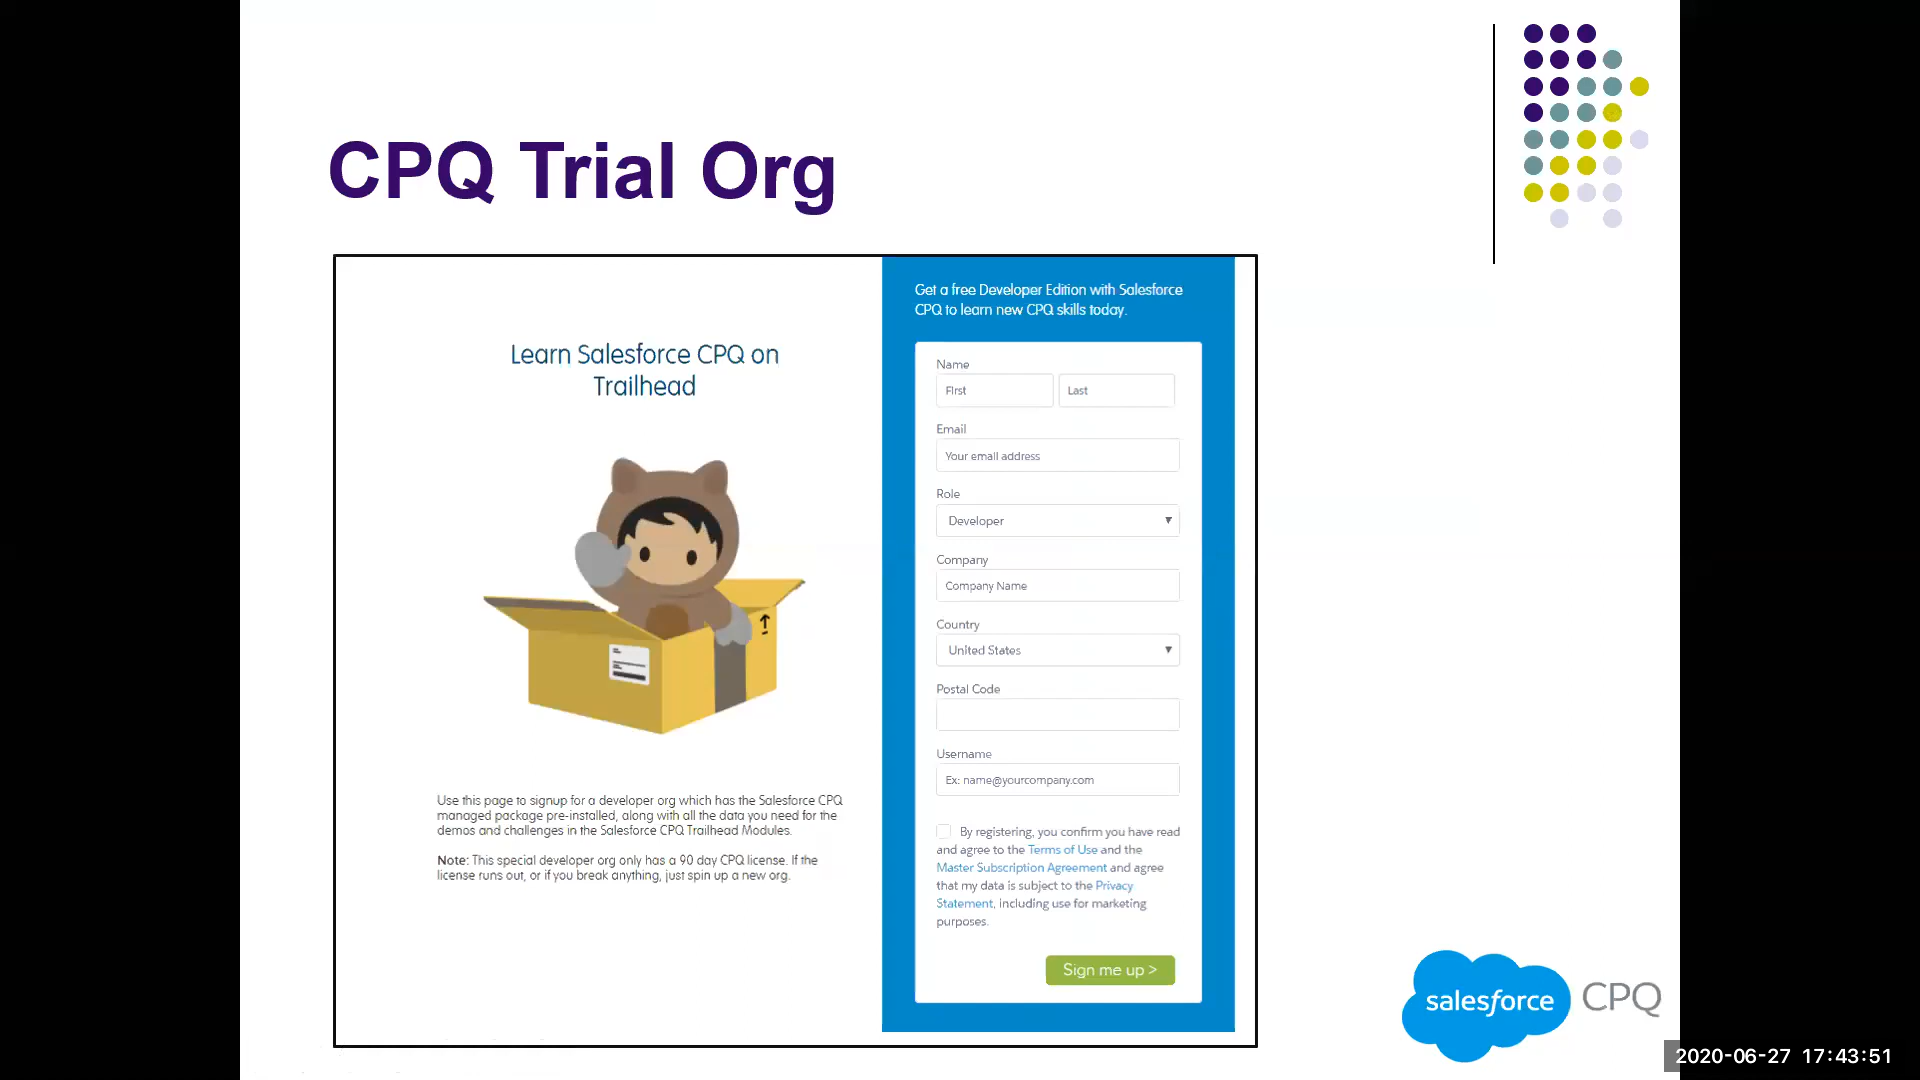 CPQ Trial Org
Learn Salesforce CPQ on
Trailhead
Use this page to signup for a developer org which has the Salesforce CPQ
managed package pre-installed, along with all the data you need for the
demos and challenges in the Salesforce CPQ Trailhead Modules.
Note: This special developer org only has a 90 day CPQ license. If the
license runs out, or if you break anything, just spin up a new org.
Get a free Developer Edition with Salesforce
CPQ to learn new CPQ skills today.
Name
First Last
Email
Your email address
Role
Developer
Company
Company Name
Country
United States
Postal Code
Username
Ex: name@yourcompany.com
By registering, you confirm you have read
and agree to the Terms of Use and the
Master Subscription Agreement and agree
that my data is subject to the Privacy
Statement, including use for marketing
purposes.
Sign me up >
salesforce CPQ
2020-06-27 17:43:51